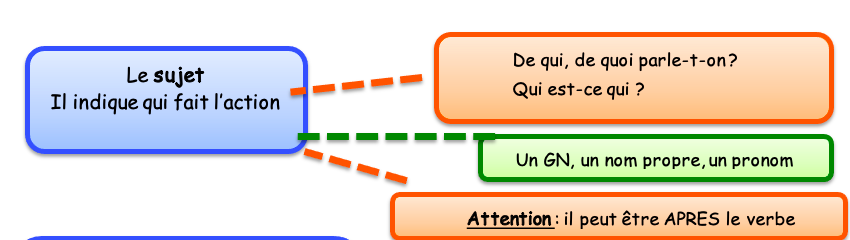 Le sujet
Il indique qui fait l'action
De qui, de quoi parle-t-on?
Qui est-ce qui ?
Un GN, un nom propre, un pronom
Attention : il peut être APRES le verbe